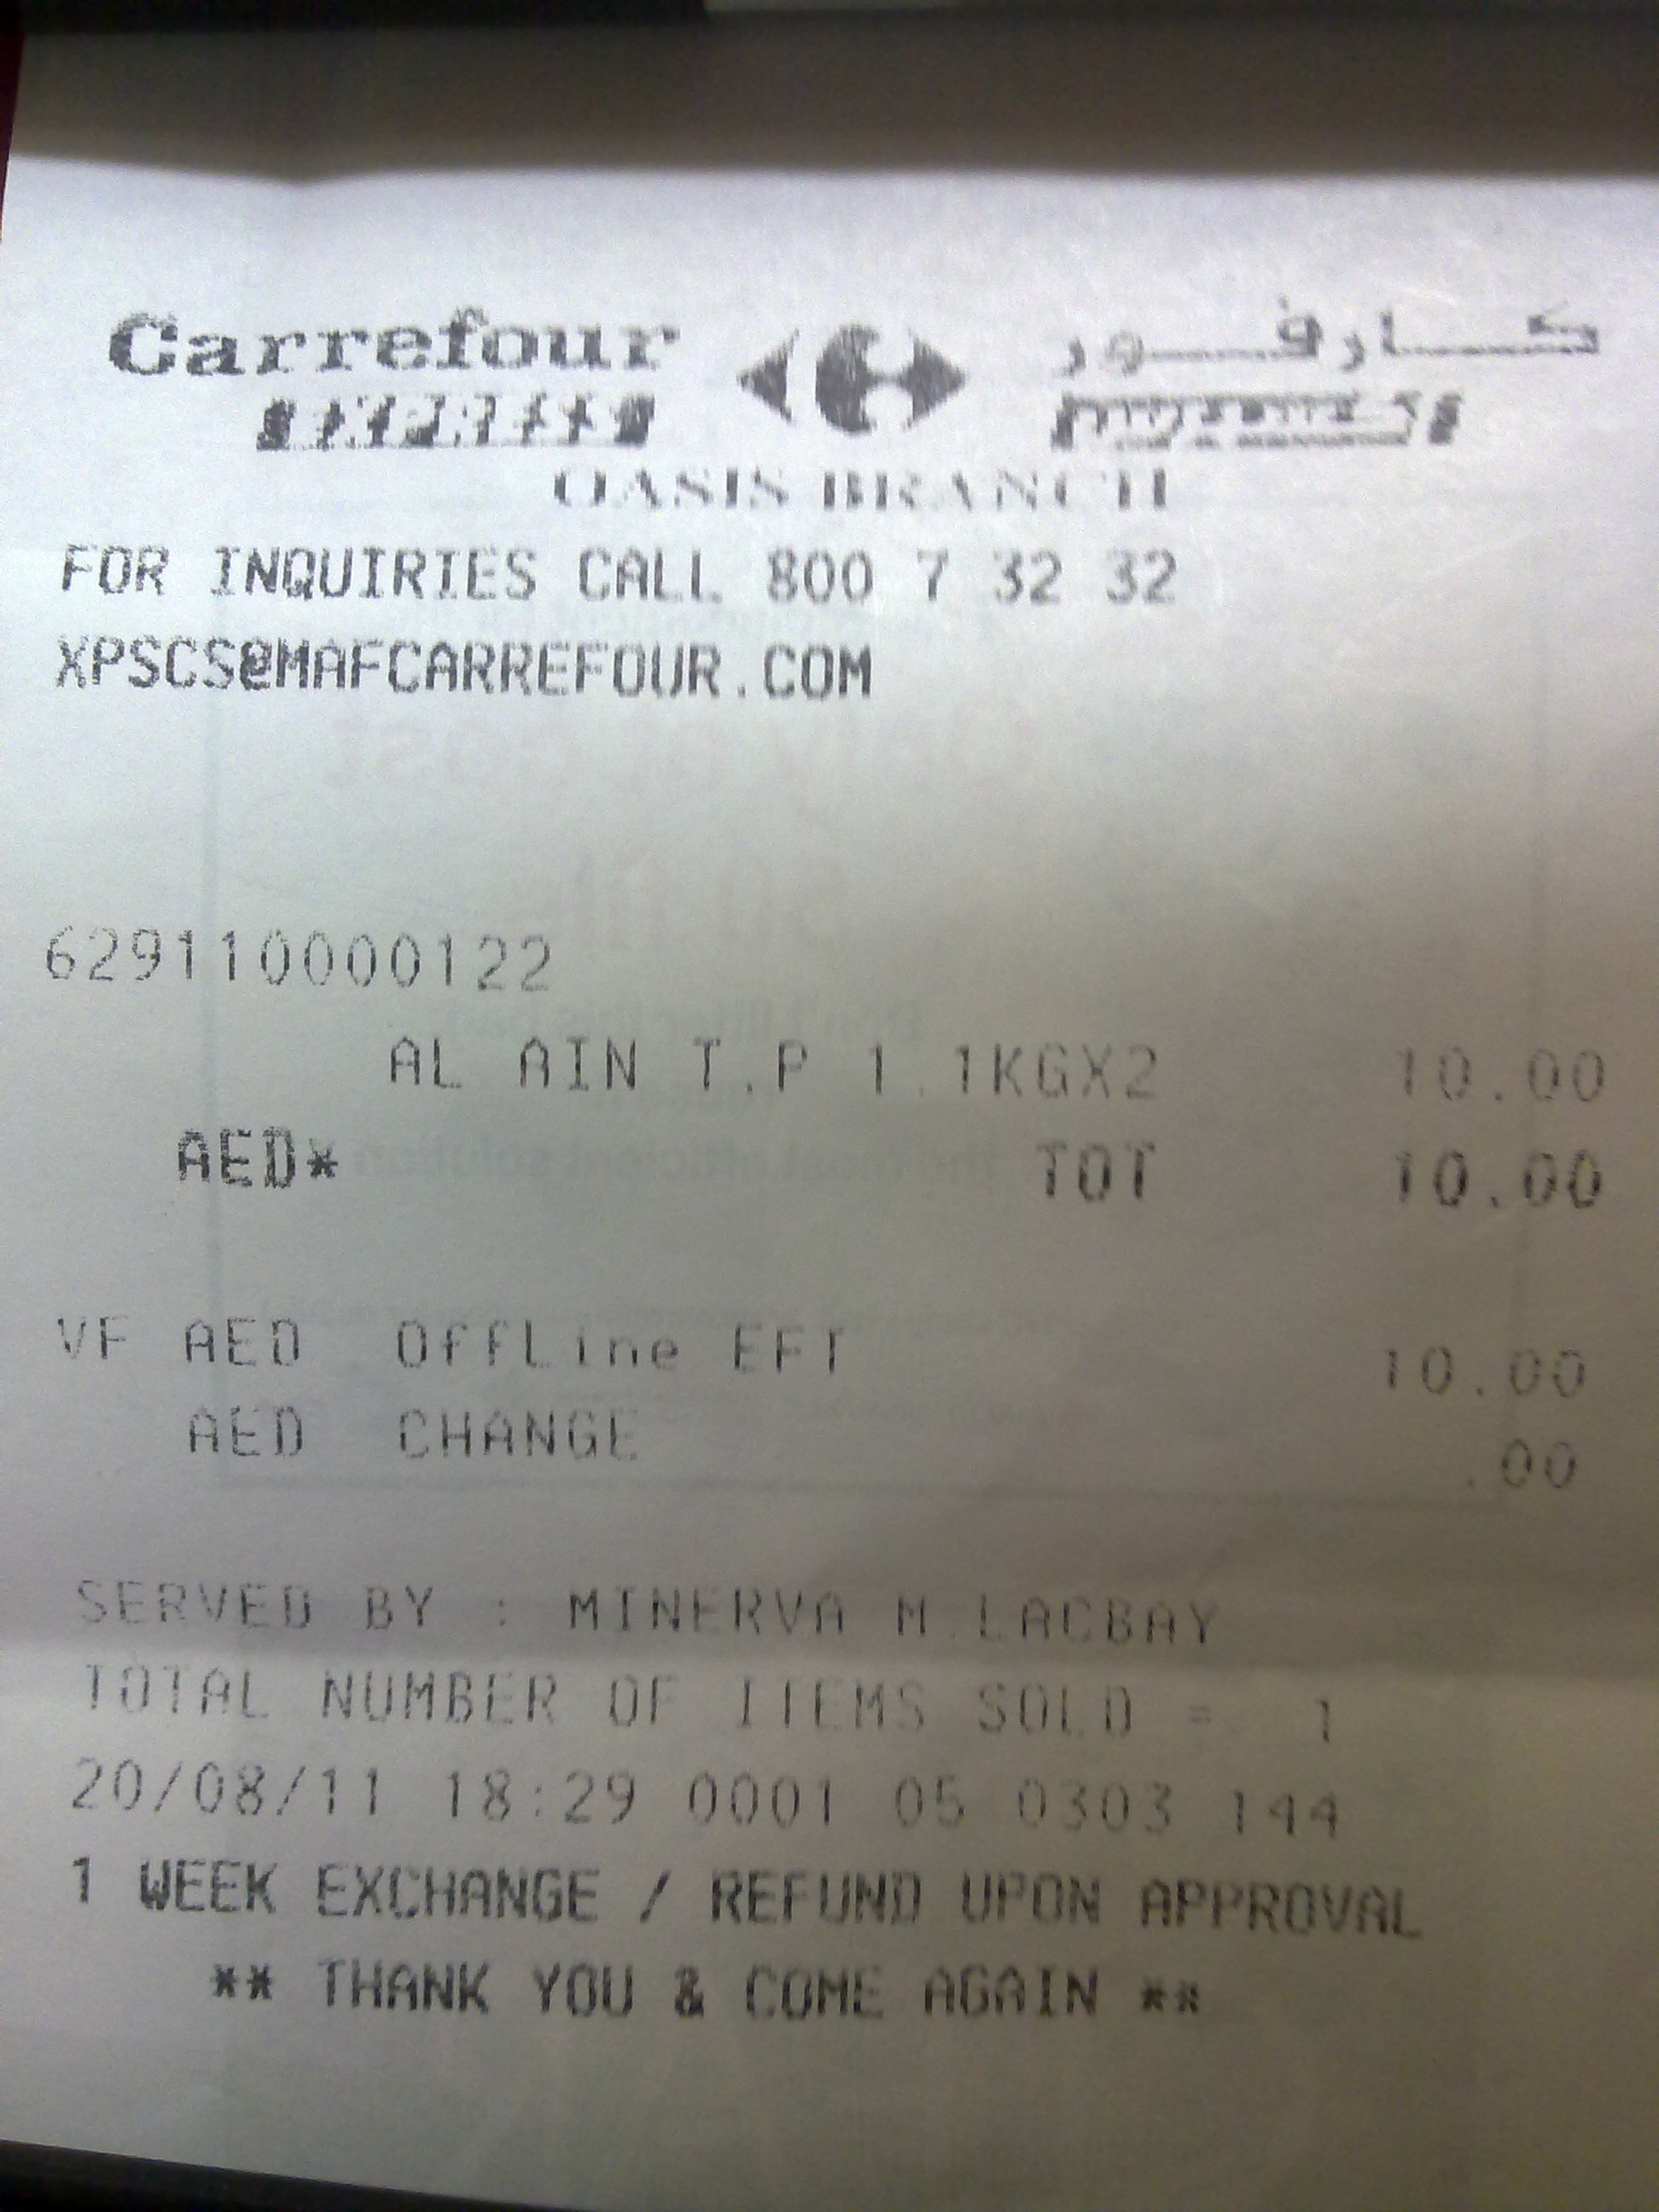 Carrefour كارفور
OASIS BRANCH
FOR INQUIRIES CALL 800 7 32 32
XPSCS@MAFCARREFOUR.COM
629110000122
AL AIN T.P 1.1KGX2 10.00
AED* TOT 10.00
VF AED OffLine EFT 10.00
AED CHANGE .00
SERVED BY : MINERVA M.LACBAY
TOTAL NUMBER OF ITEMS SOLD = 1
20/08/11 18:29 0001 05 0303 144
1 WEEK EXCHANGE / REFUND UPON APPROVAL
** THANK YOU & COME AGAIN **